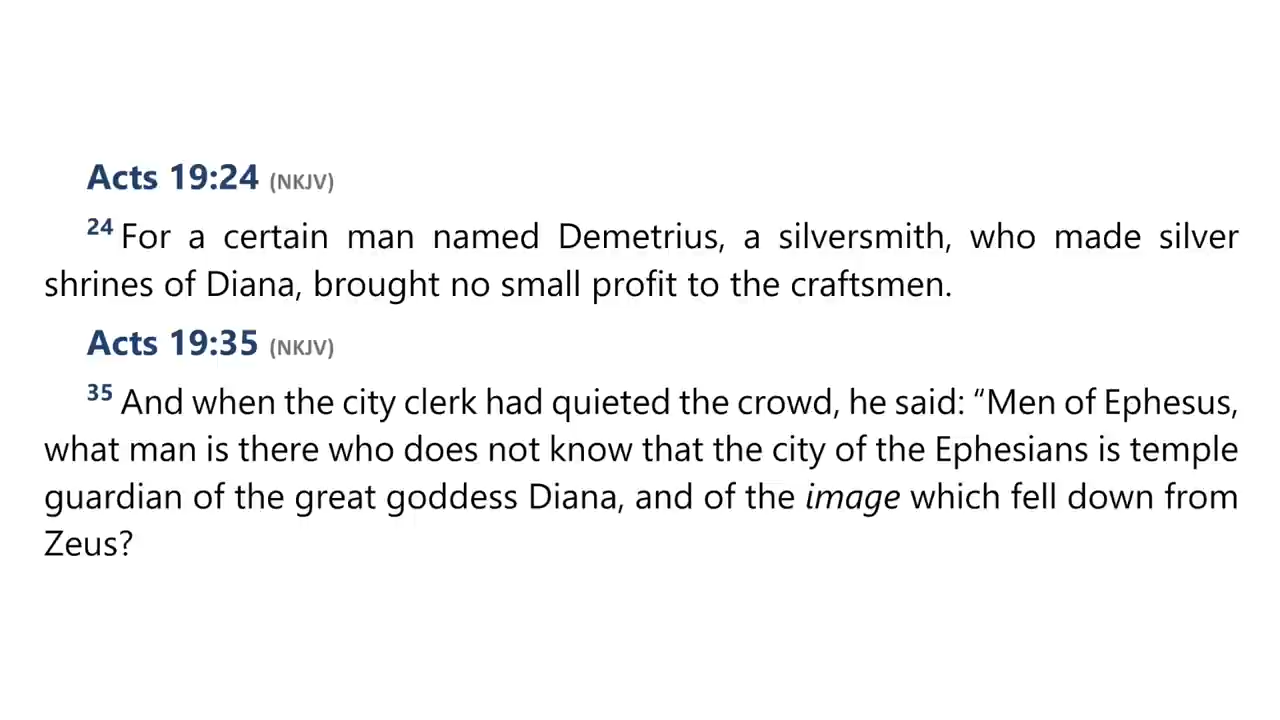 Acts 19:24 (NKJV)
24 For a certain man named Demetrius, a silversmith, who made silver
shrines of Diana, brought no small profit to the craftsmen.
Acts 19:35 (NKJV)
35 And when the city clerk had quieted the crowd, he said: “Men of Ephesus,
what man is there who does not know that the city of the Ephesians is temple
guardian of the great goddess Diana, and of the image which fell down from
Zeus?